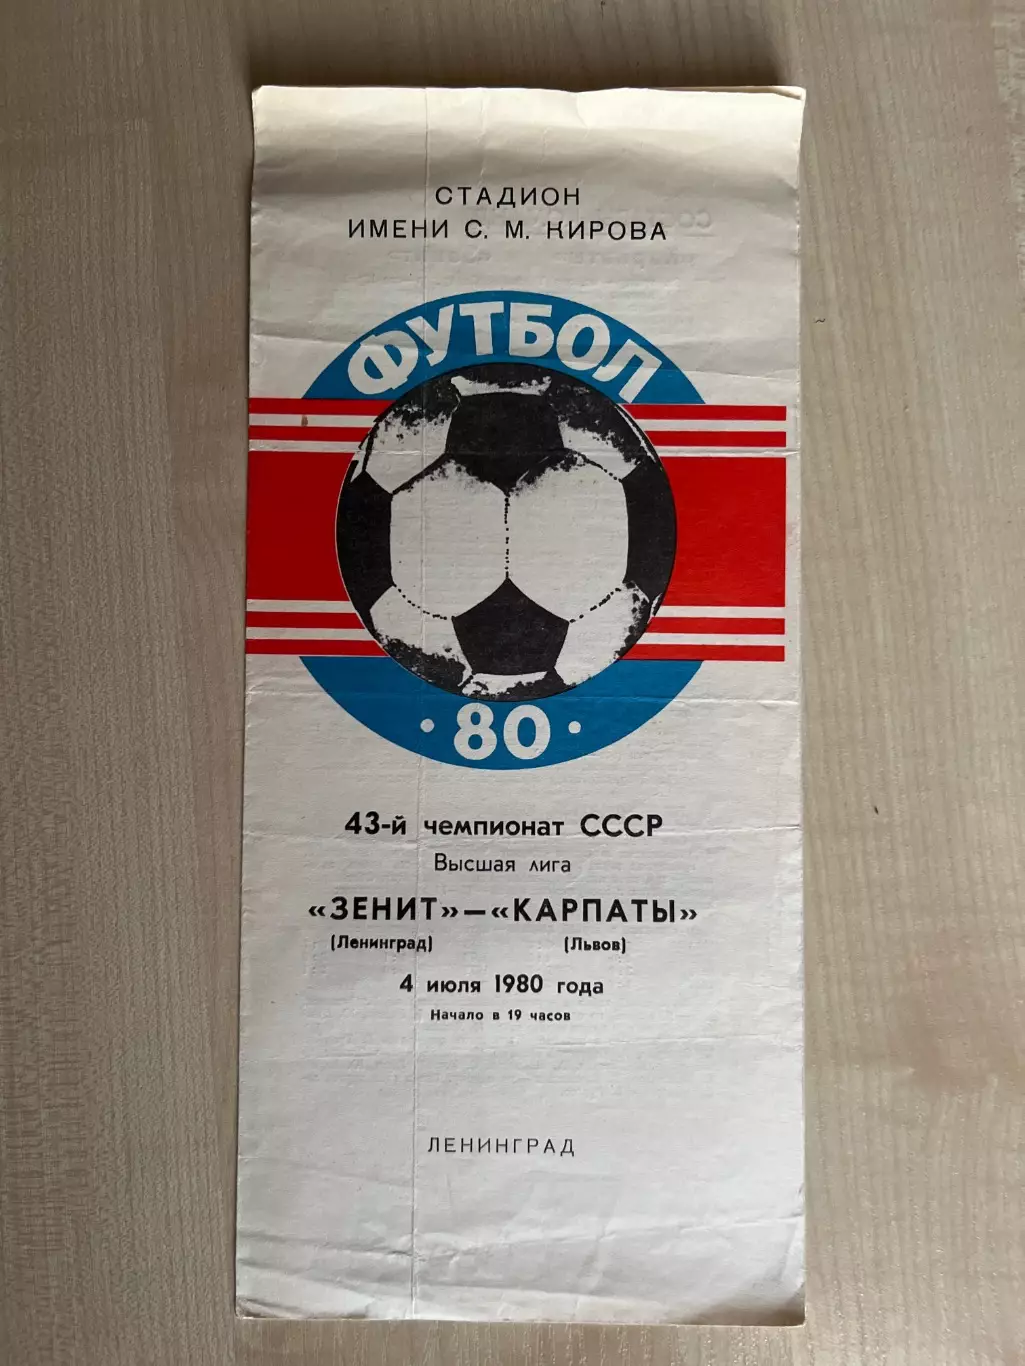 СТАДИОН
ИМЕНИ С. М. КИРОВА
ФУТБОЛ
·80·
43-й чемпионат СССР
Высшая лига
«ЗЕНИТ»—«КАРПАТЫ»
(Ленинград) (Львов)
4 июля 1980 года
Начало в 19 часов
ЛЕНИНГРАД